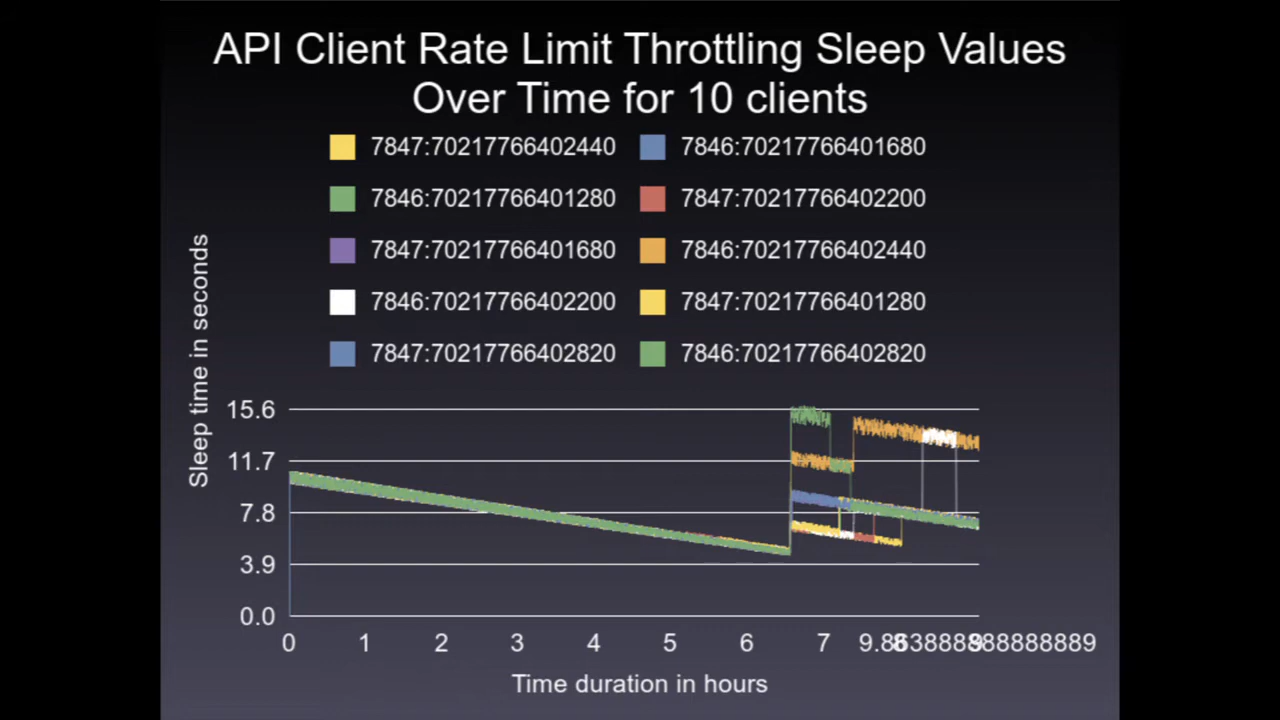 API Client Rate Limit Throttling Sleep Values
Over Time for 10 clients
7847:70217766402440 7846:70217766401680
7846:70217766401280 7847:70217766402200
7847:70217766401680 7846:70217766402440
7846:70217766402200 7847:70217766401280
7847:70217766402820 7846:70217766402820
Sleep time in seconds
15.6
11.7
7.8
3.9
0.0
0 1 2 3 4 5 6 7 8 9
Time duration in hours